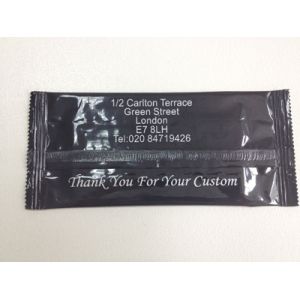 1/2 Carlton Terrace
Green Street
London
E7 8LH
Tel:020 84719426
Thank You For Your Custom